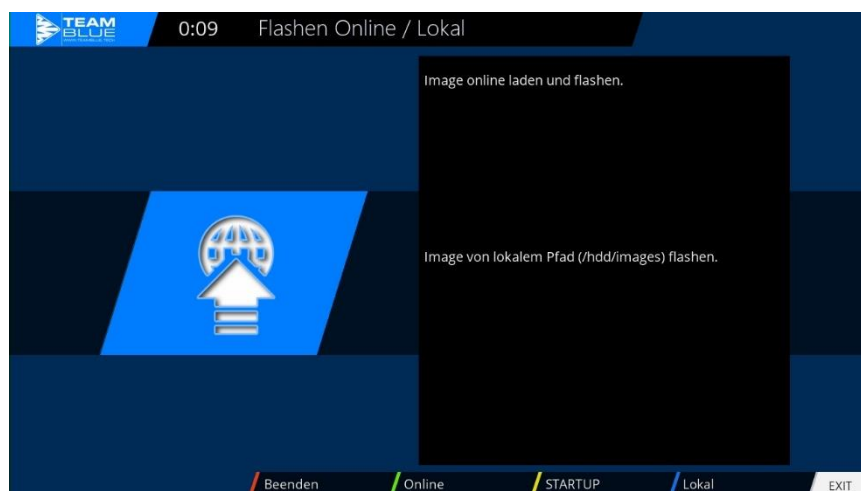 TEAM
BLUE
0:09
Flashen Online / Lokal
Image online laden und flashen.
Image von lokalem Pfad (/hdd/images) flashen.
Beenden
Online
STARTUP
Lokal
EXIT